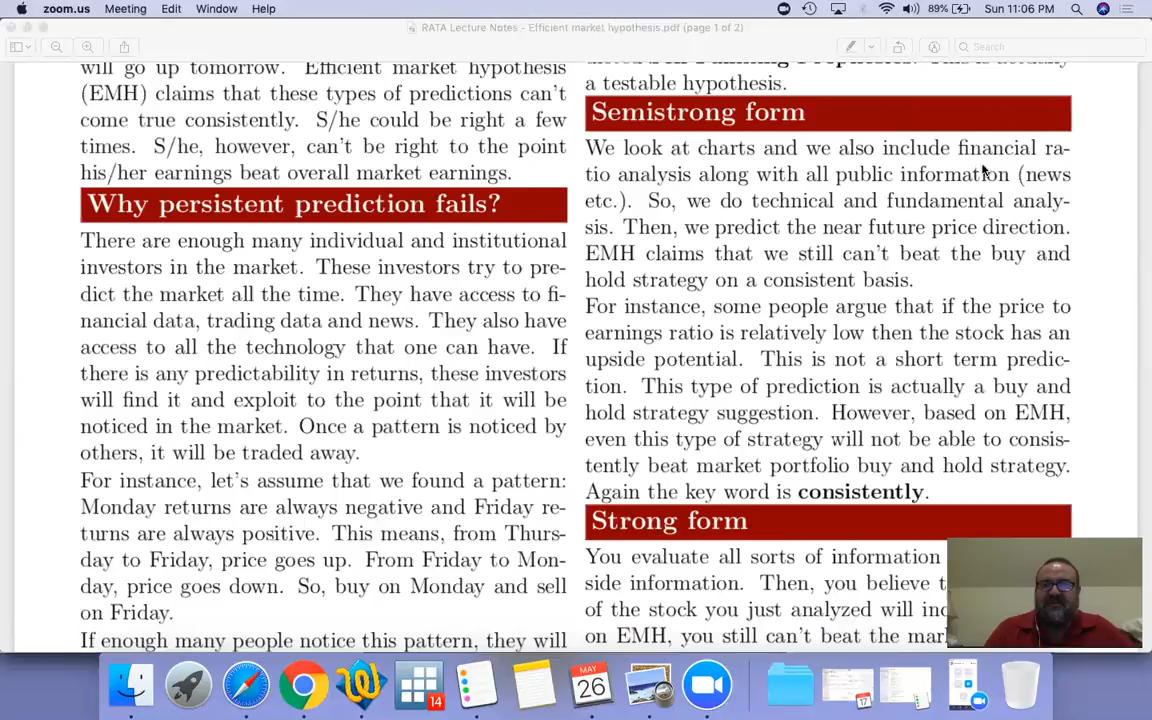 zoom.us Meeting Edit Window Help 89% Sun 11:06 PM
RATA Lecture Notes - Efficient market hypothesis.pdf (page 1 of 2)
Search
will go up tomorrow. Efficient market hypothesis
(EMH) claims that these types of predictions can't
come true consistently. S/he could be right a few
times. S/he, however, can't be right to the point
his/her earnings beat overall market earnings.
Why persistent prediction fails?
There are enough many individual and institutional
investors in the market. These investors try to pre-
dict the market all the time. They have access to fi-
nancial data, trading data and news. They also have
access to all the technology that one can have. If
there is any predictability in returns, these investors
will find it and exploit to the point that it will be
noticed in the market. Once a pattern is noticed by
others, it will be traded away.
For instance, let's assume that we found a pattern:
Monday returns are always negative and Friday re-
turns are always positive. This means, from Thurs-
day to Friday, price goes up. From Friday to Mon-
day, price goes down. So, buy on Monday and sell
on Friday.
If enough many people notice this pattern, they will
a testable hypothesis.
Semistrong form
We look at charts and we also include financial ra-
tio analysis along with all public information (news
etc.). So, we do technical and fundamental analy-
sis. Then, we predict the near future price direction.
EMH claims that we still can't beat the buy and
hold strategy on a consistent basis.
For instance, some people argue that if the price to
earnings ratio is relatively low then the stock has an
upside potential. This is not a short term predic-
tion. This type of prediction is actually a buy and
hold strategy suggestion. However, based on EMH,
even this type of strategy will not be able to consis-
tently beat market portfolio buy and hold strategy.
Again the key word is consistently.
Strong form
You evaluate all sorts of information
side information. Then, you believe t
of the stock you just analyzed will inc
on EMH, you still can't beat the mar
14
MAY
26
17